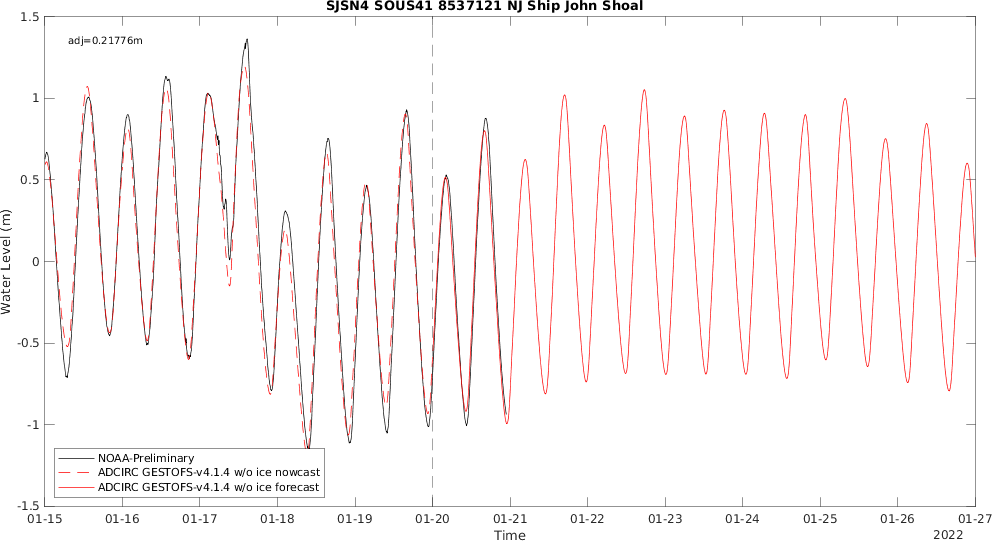 SJSN4 SOUS41 8537121 NJ Ship John Shoal
adj=0.21776m
1.5
1
0.5
0
-0.5
-1
-1.5
Water Level (m)
NOAA-Preliminary
ADCIRC GESTOFS-v4.1.4 w/o ice nowcast
ADCIRC GESTOFS-v4.1.4 w/o ice forecast
01-15 01-16 01-17 01-18 01-19 01-20 01-21 01-22 01-23 01-24 01-25 01-26 01-27
Time
2022